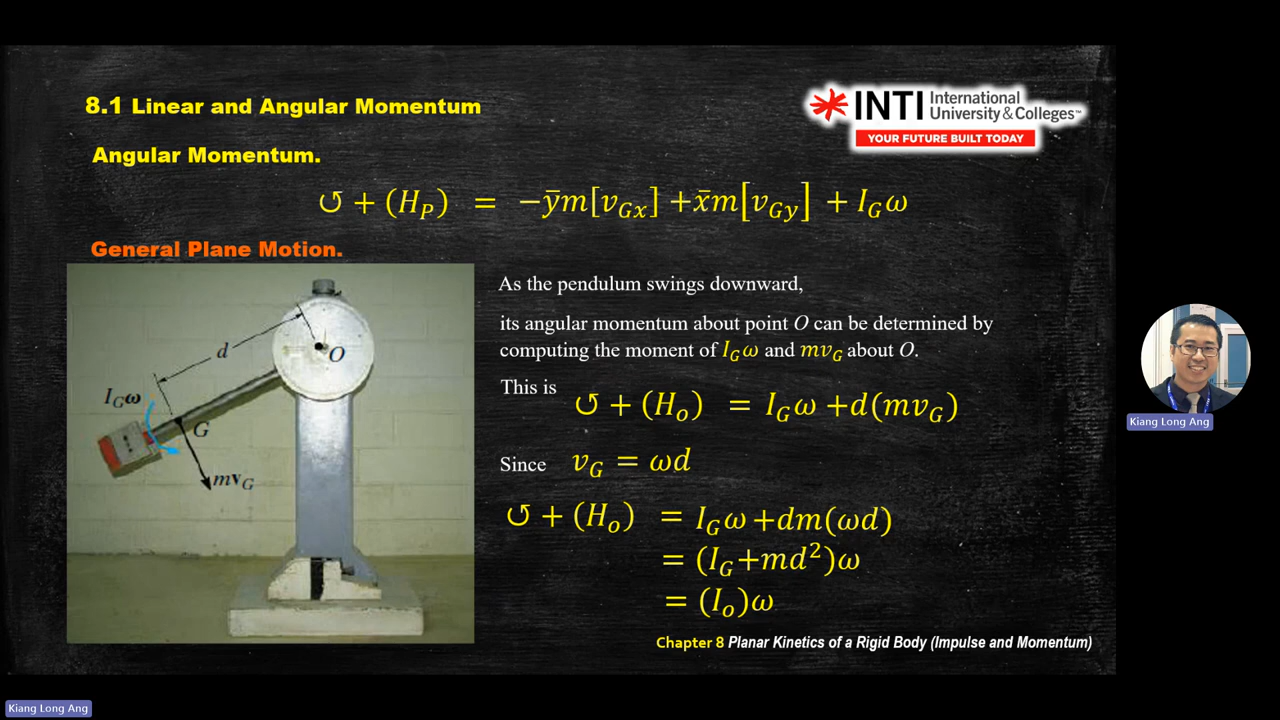 8.1 Linear and Angular Momentum
INTI International University & Colleges™
YOUR FUTURE BUILT TODAY
Angular Momentum.
↺ + (H_P) = −ȳm[v_Gx] + x̄m[v_Gy] + I_Gω
General Plane Motion.
d
O
I_Gω
G
mv_G
As the pendulum swings downward,
its angular momentum about point O can be determined by
computing the moment of I_Gω and mv_G about O.
This is ↺ + (H_o) = I_Gω + d(mv_G)
Since v_G = ωd
↺ + (H_o) = I_Gω + dm(ωd)
= (I_G + md²)ω
= (I_o)ω
Chapter 8 Planar Kinetics of a Rigid Body (Impulse and Momentum)
Kiang Long Ang
Kiang Long Ang